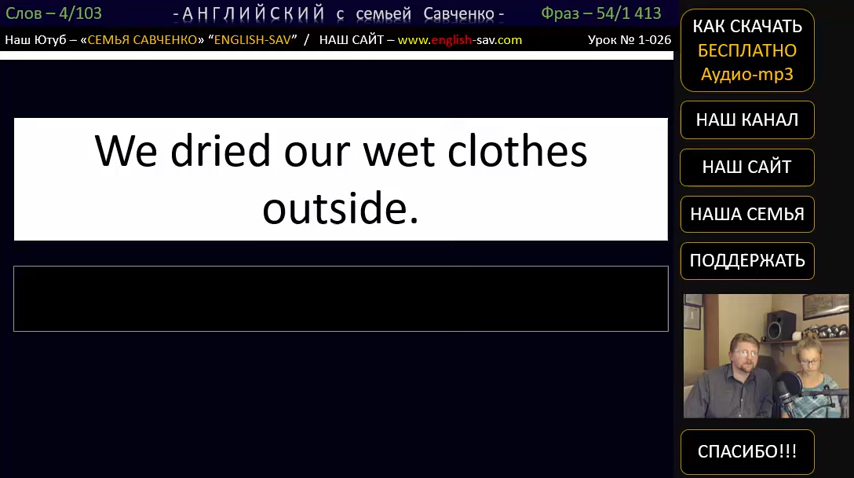 Слов – 4/103
- АНГЛИЙСКИЙ с семьей Савченко -
Фраз – 54/1 413
Наш Ютуб – «СЕМЬЯ САВЧЕНКО» “ENGLISH-SAV” / НАШ САЙТ – www.english-sav.com
Урок № 1-026
We dried our wet clothes
outside.
КАК СКАЧАТЬ
БЕСПЛАТНО
Аудио-mp3
НАШ КАНАЛ
НАШ САЙТ
НАША СЕМЬЯ
ПОДДЕРЖАТЬ
СПАСИБО!!!